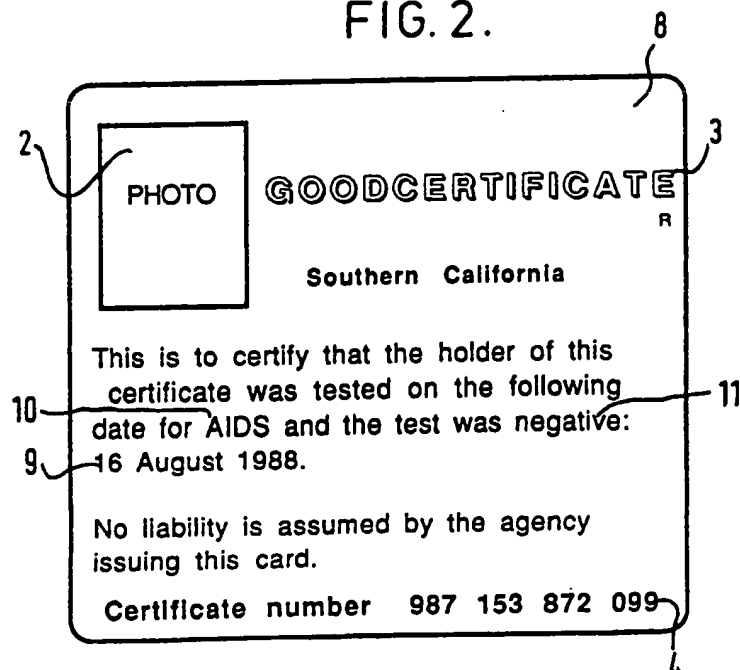 FIG. 2.
8
2
3
PHOTO
GOODCERTIFICATE
R
Southern California
This is to certify that the holder of this
certificate was tested on the following
10
11
date for AIDS and the test was negative:
9
16 August 1988.
No liability is assumed by the agency
issuing this card.
Certificate number 987 153 872 099